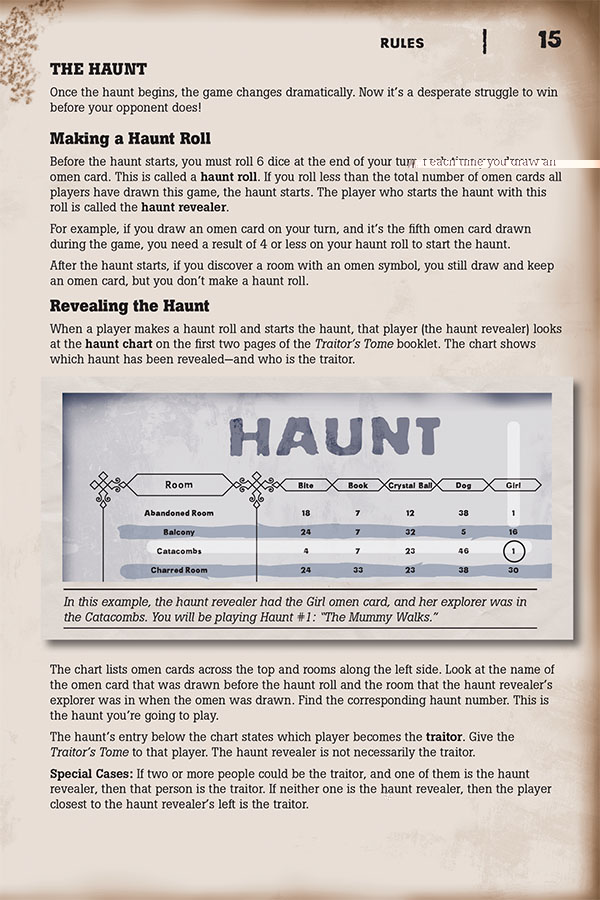 RULES | 15
THE HAUNT
Once the haunt begins, the game changes dramatically. Now it's a desperate struggle to win
before your opponent does!
Making a Haunt Roll
Before the haunt starts, you must roll 6 dice at the end of your turn
omen card. This is called a haunt roll. If you roll less than the total number of omen cards all
players have drawn this game, the haunt starts. The player who starts the haunt with this
roll is called the haunt revealer.
For example, if you draw an omen card on your turn, and it's the fifth omen card drawn
during the game, you need a result of 4 or less on your haunt roll to start the haunt.
After the haunt starts, if you discover a room with an omen symbol, you still draw and keep
an omen card, but you don't make a haunt roll.
Revealing the Haunt
When a player makes a haunt roll and starts the haunt, that player (the haunt revealer) looks
at the haunt chart on the first two pages of the Traitor's Tome booklet. The chart shows
which haunt has been revealed—and who is the traitor.
HAUNT
Room Bite Book Crystal Ball Dog Girl
Abandoned Room 18 7 12 38 1
Balcony 24 7 32 5 16
Catacombs 4 7 23 46 1
Charred Room 24 33 23 38 30
In this example, the haunt revealer had the Girl omen card, and her explorer was in
the Catacombs. You will be playing Haunt #1: "The Mummy Walks."
The chart lists omen cards across the top and rooms along the left side. Look at the name of
the omen card that was drawn before the haunt roll and the room that the haunt revealer's
explorer was in when the omen was drawn. Find the corresponding haunt number. This is
the haunt you're going to play.
The haunt's entry below the chart states which player becomes the traitor. Give the
Traitor's Tome to that player. The haunt revealer is not necessarily the traitor.
Special Cases: If two or more people could be the traitor, and one of them is the haunt
revealer, then that person is the traitor. If neither one is the haunt revealer, then the player
closest to the haunt revealer's left is the traitor.